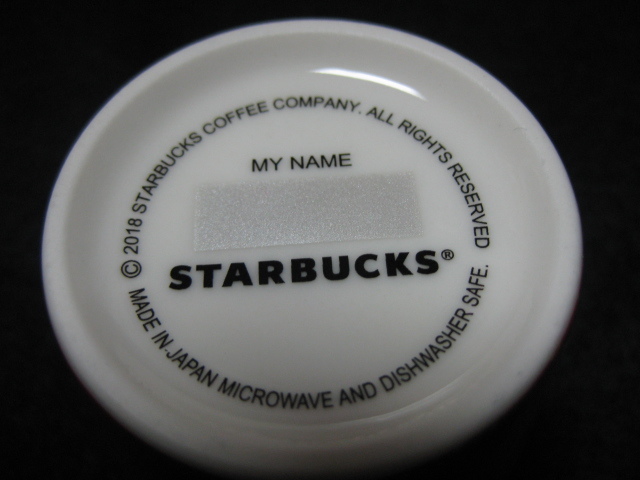 © 2018 STARBUCKS COFFEE COMPANY. ALL RIGHTS RESERVED
MY NAME
STARBUCKS®
MADE IN JAPAN MICROWAVE AND DISHWASHER SAFE.